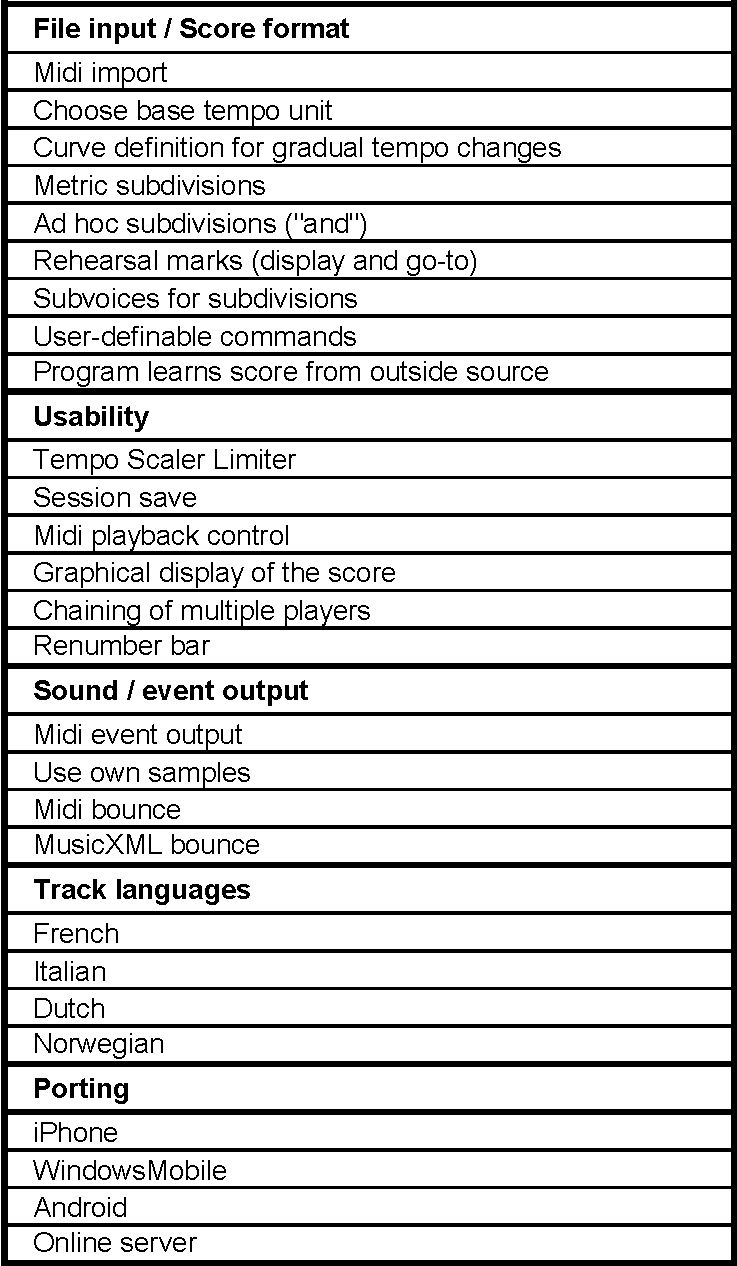 File input / Score format
Midi import
Choose base tempo unit
Curve definition for gradual tempo changes
Metric subdivisions
Ad hoc subdivisions ("and")
Rehearsal marks (display and go-to)
Subvoices for subdivisions
User-definable commands
Program learns score from outside source
Usability
Tempo Scaler Limiter
Session save
Midi playback control
Graphical display of the score
Chaining of multiple players
Renumber bar
Sound / event output
Midi event output
Use own samples
Midi bounce
MusicXML bounce
Track languages
French
Italian
Dutch
Norwegian
Porting
iPhone
WindowsMobile
Android
Online server